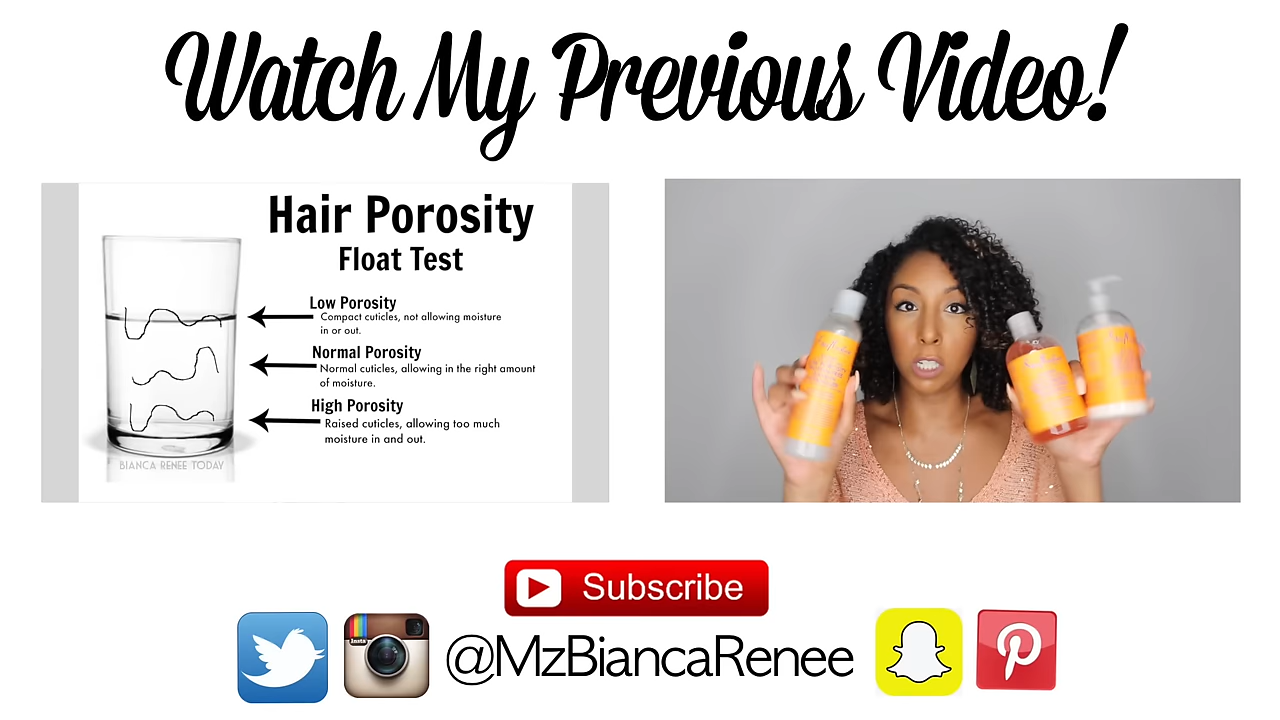 Watch My Previous Video!
Hair Porosity
Float Test
Low Porosity
Compact cuticles, not allowing moisture
in or out.
Normal Porosity
Normal cuticles, allowing in the right amount
of moisture.
High Porosity
Raised cuticles, allowing too much
moisture in and out.
BIANCA RENEE TODAY
Subscribe
Insta
@MzBiancaRenee